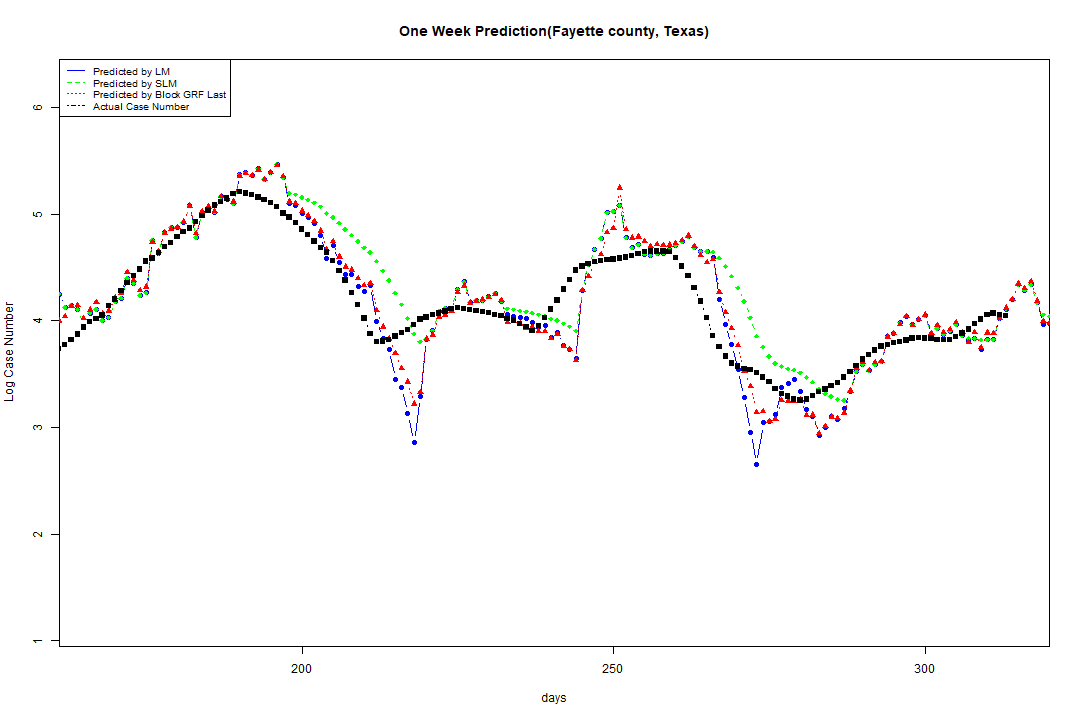 One Week Prediction(Fayette county, Texas)
Predicted by LM
Predicted by SLM
Predicted by Block GRF Last
Actual Case Number
6
5
4
3
2
1
Log Case Number
200 250 300
days